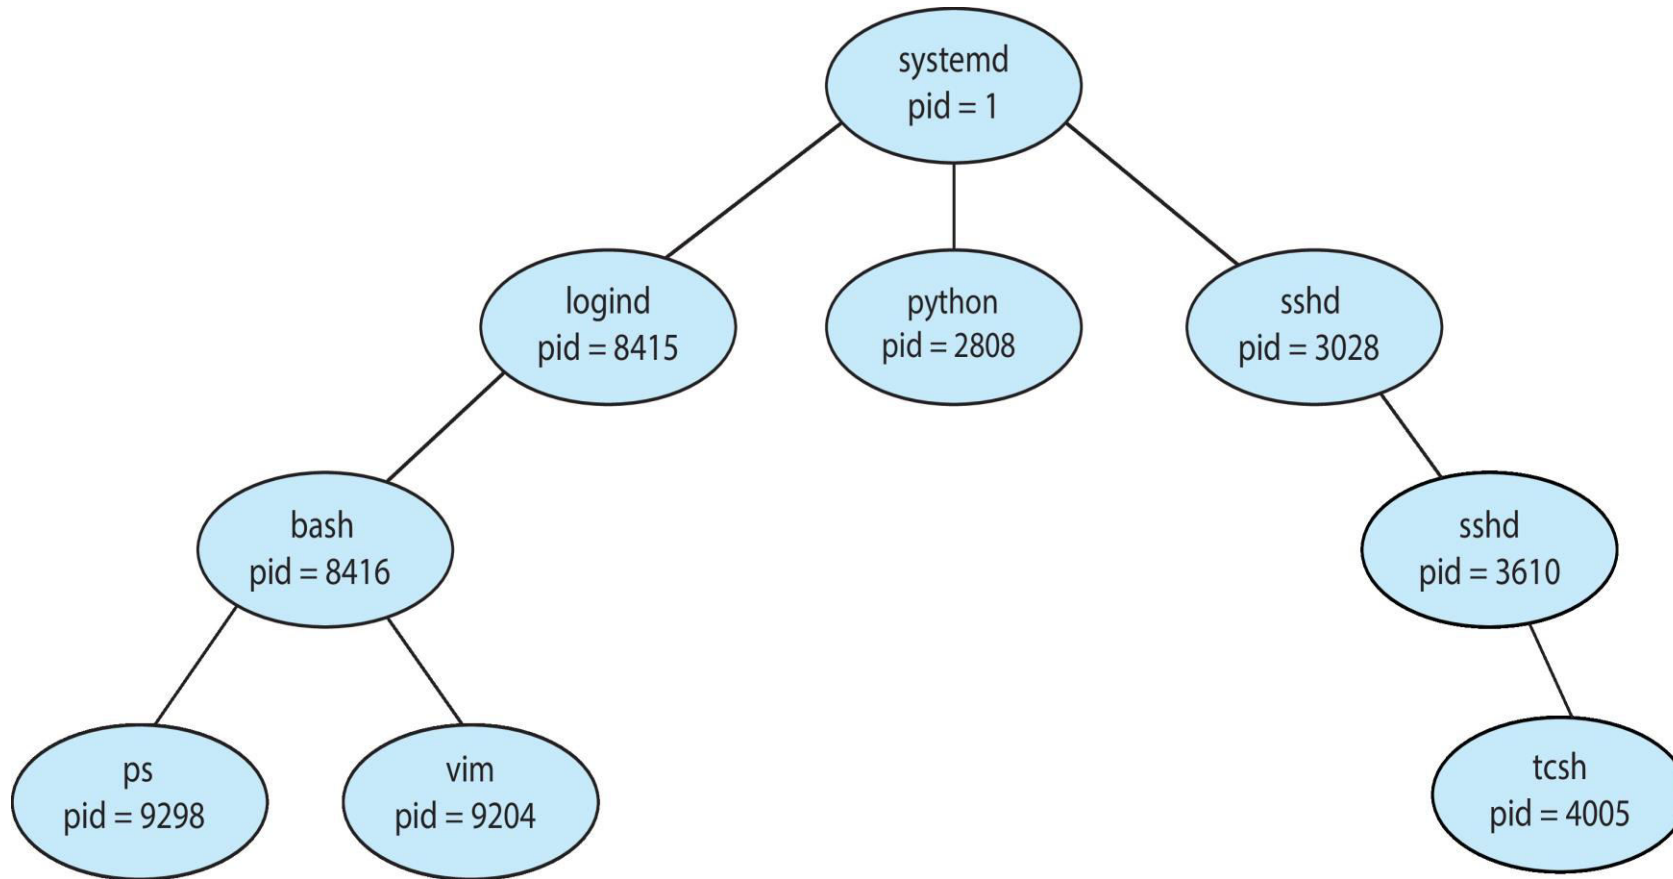 systemd
pid = 1
logind
pid = 8415
python
pid = 2808
sshd
pid = 3028
bash
pid = 8416
sshd
pid = 3610
ps
pid = 9298
vim
pid = 9204
tcsh
pid = 4005